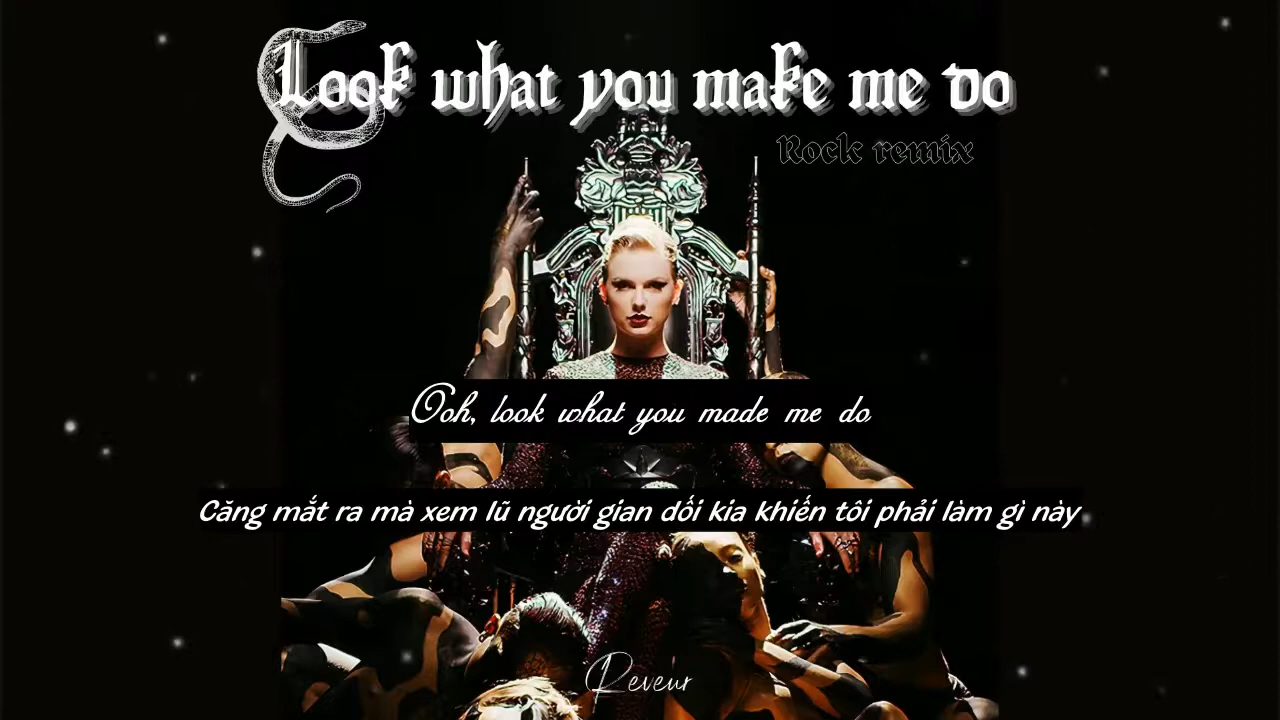 Look what you make me do
Rock remix
Ooh, look what you made me do
Căng mắt ra mà xem lũ người gian dối kia khiến tôi phải làm gì này
Reveur